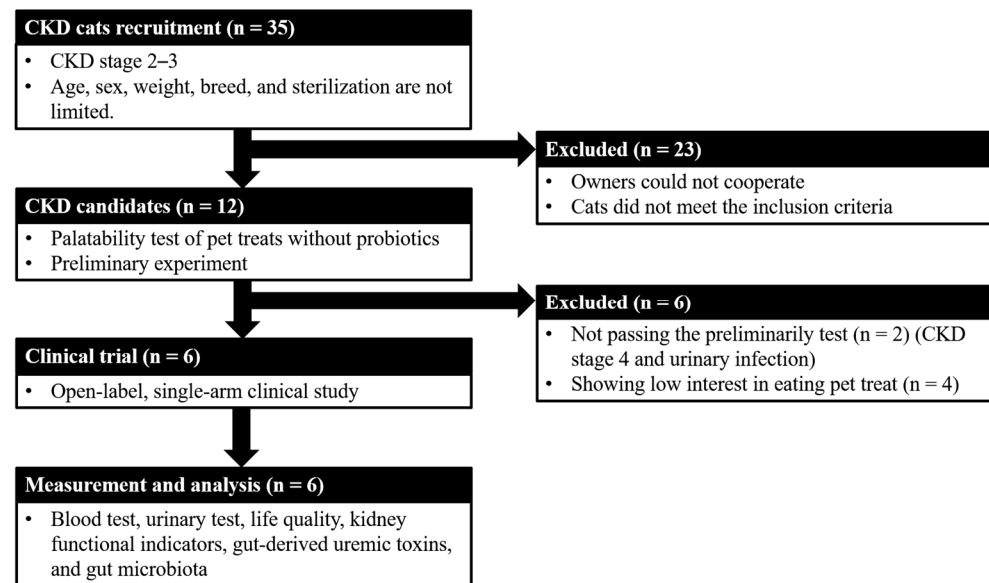 CKD cats recruitment (n = 35)
• CKD stage 2–3
• Age, sex, weight, breed, and sterilization are not
limited.
Excluded (n = 23)
• Owners could not cooperate
• Cats did not meet the inclusion criteria
CKD candidates (n = 12)
• Palatability test of pet treats without probiotics
• Preliminary experiment
Excluded (n = 6)
• Not passing the preliminarily test (n = 2) (CKD
stage 4 and urinary infection)
• Showing low interest in eating pet treat (n = 4)
Clinical trial (n = 6)
• Open-label, single-arm clinical study
Measurement and analysis (n = 6)
• Blood test, urinary test, life quality, kidney
functional indicators, gut-derived uremic toxins,
and gut microbiota